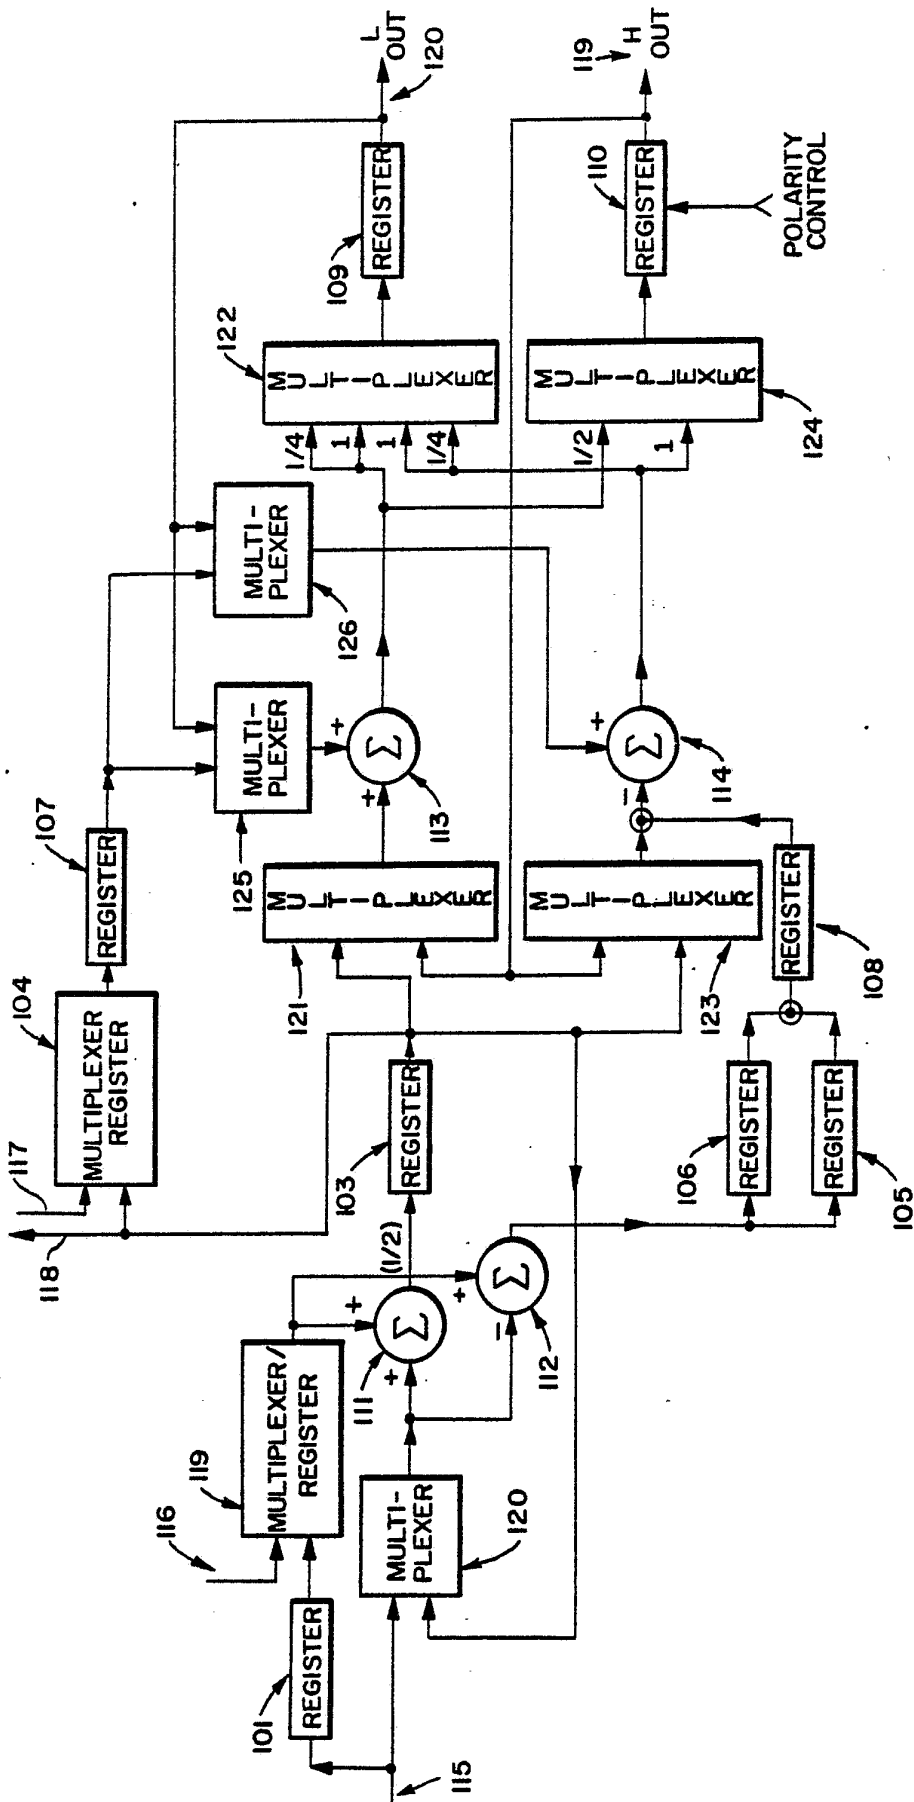 115
101
REGISTER
116
119
MULTIPLEXER/
REGISTER
MULTI-
PLEXER
120
111
Σ
+
+
(1/2)
112
Σ
+
−
118
117
104
MULTIPLEXER
REGISTER
103
REGISTER
106
REGISTER
REGISTER
105
107
REGISTER
121
MULTIPLEXER
123
MULTIPLEXER
REGISTER
108
125
MULTI-
PLEXER
MULTI-
PLEXER
126
+
+
Σ
113
+
−
Σ
114
1/4
1
1
1/4
122
MULTIPLEXER
1/2
1
MULTIPLEXER
124
109
REGISTER
110
REGISTER
POLARITY
CONTROL
L
OUT
120
119
H
OUT